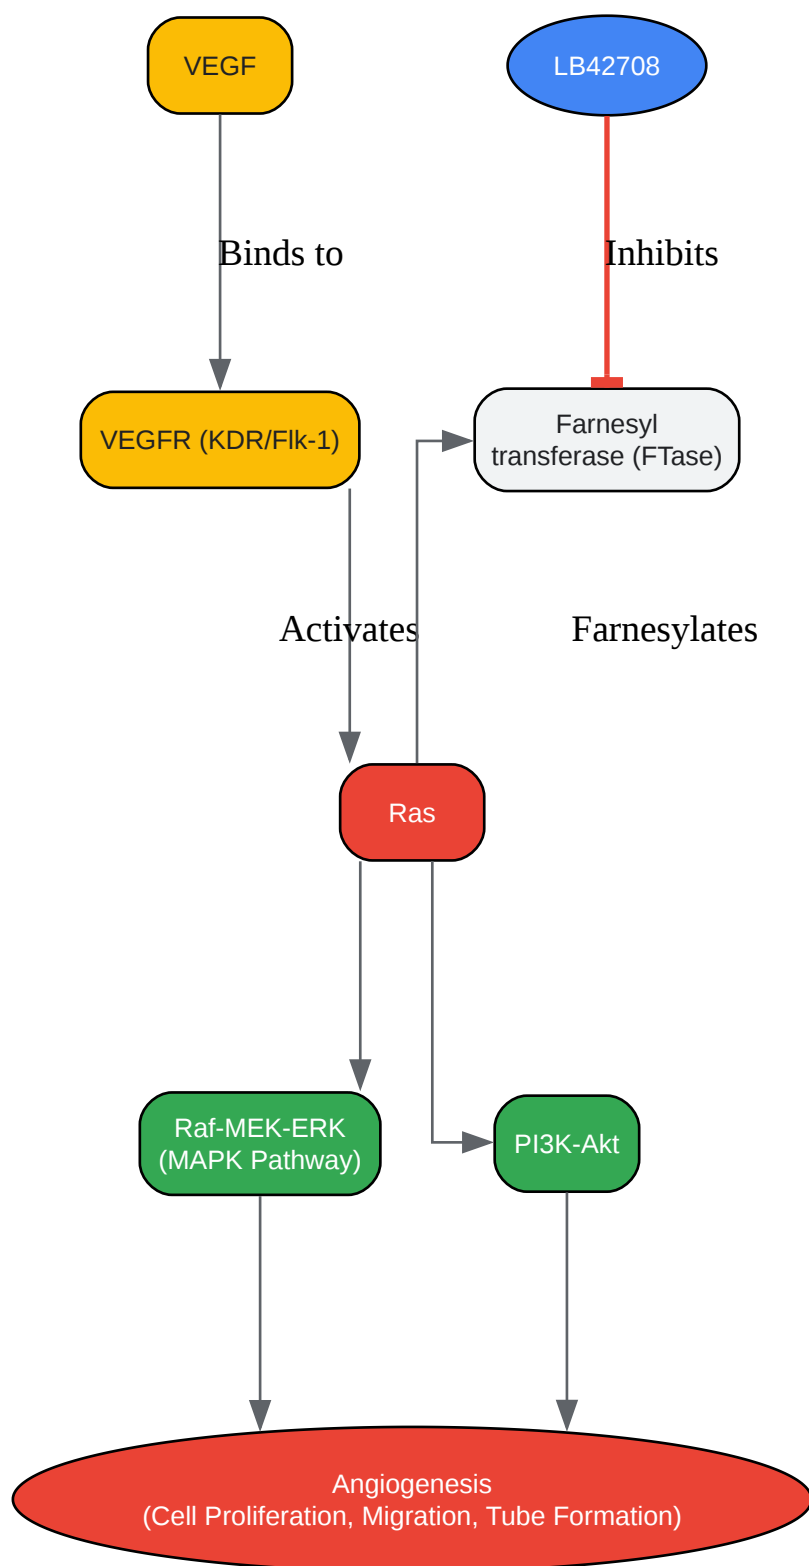 VEGF
LB42708
Binds to
Inhibits
VEGFR (KDR/Flk-1)
Farnesyl
transferase (FTase)
Activates
Farnesylates
Ras
Raf-MEK-ERK
(MAPK Pathway)
PI3K-Akt
Angiogenesis
(Cell Proliferation, Migration, Tube Formation)